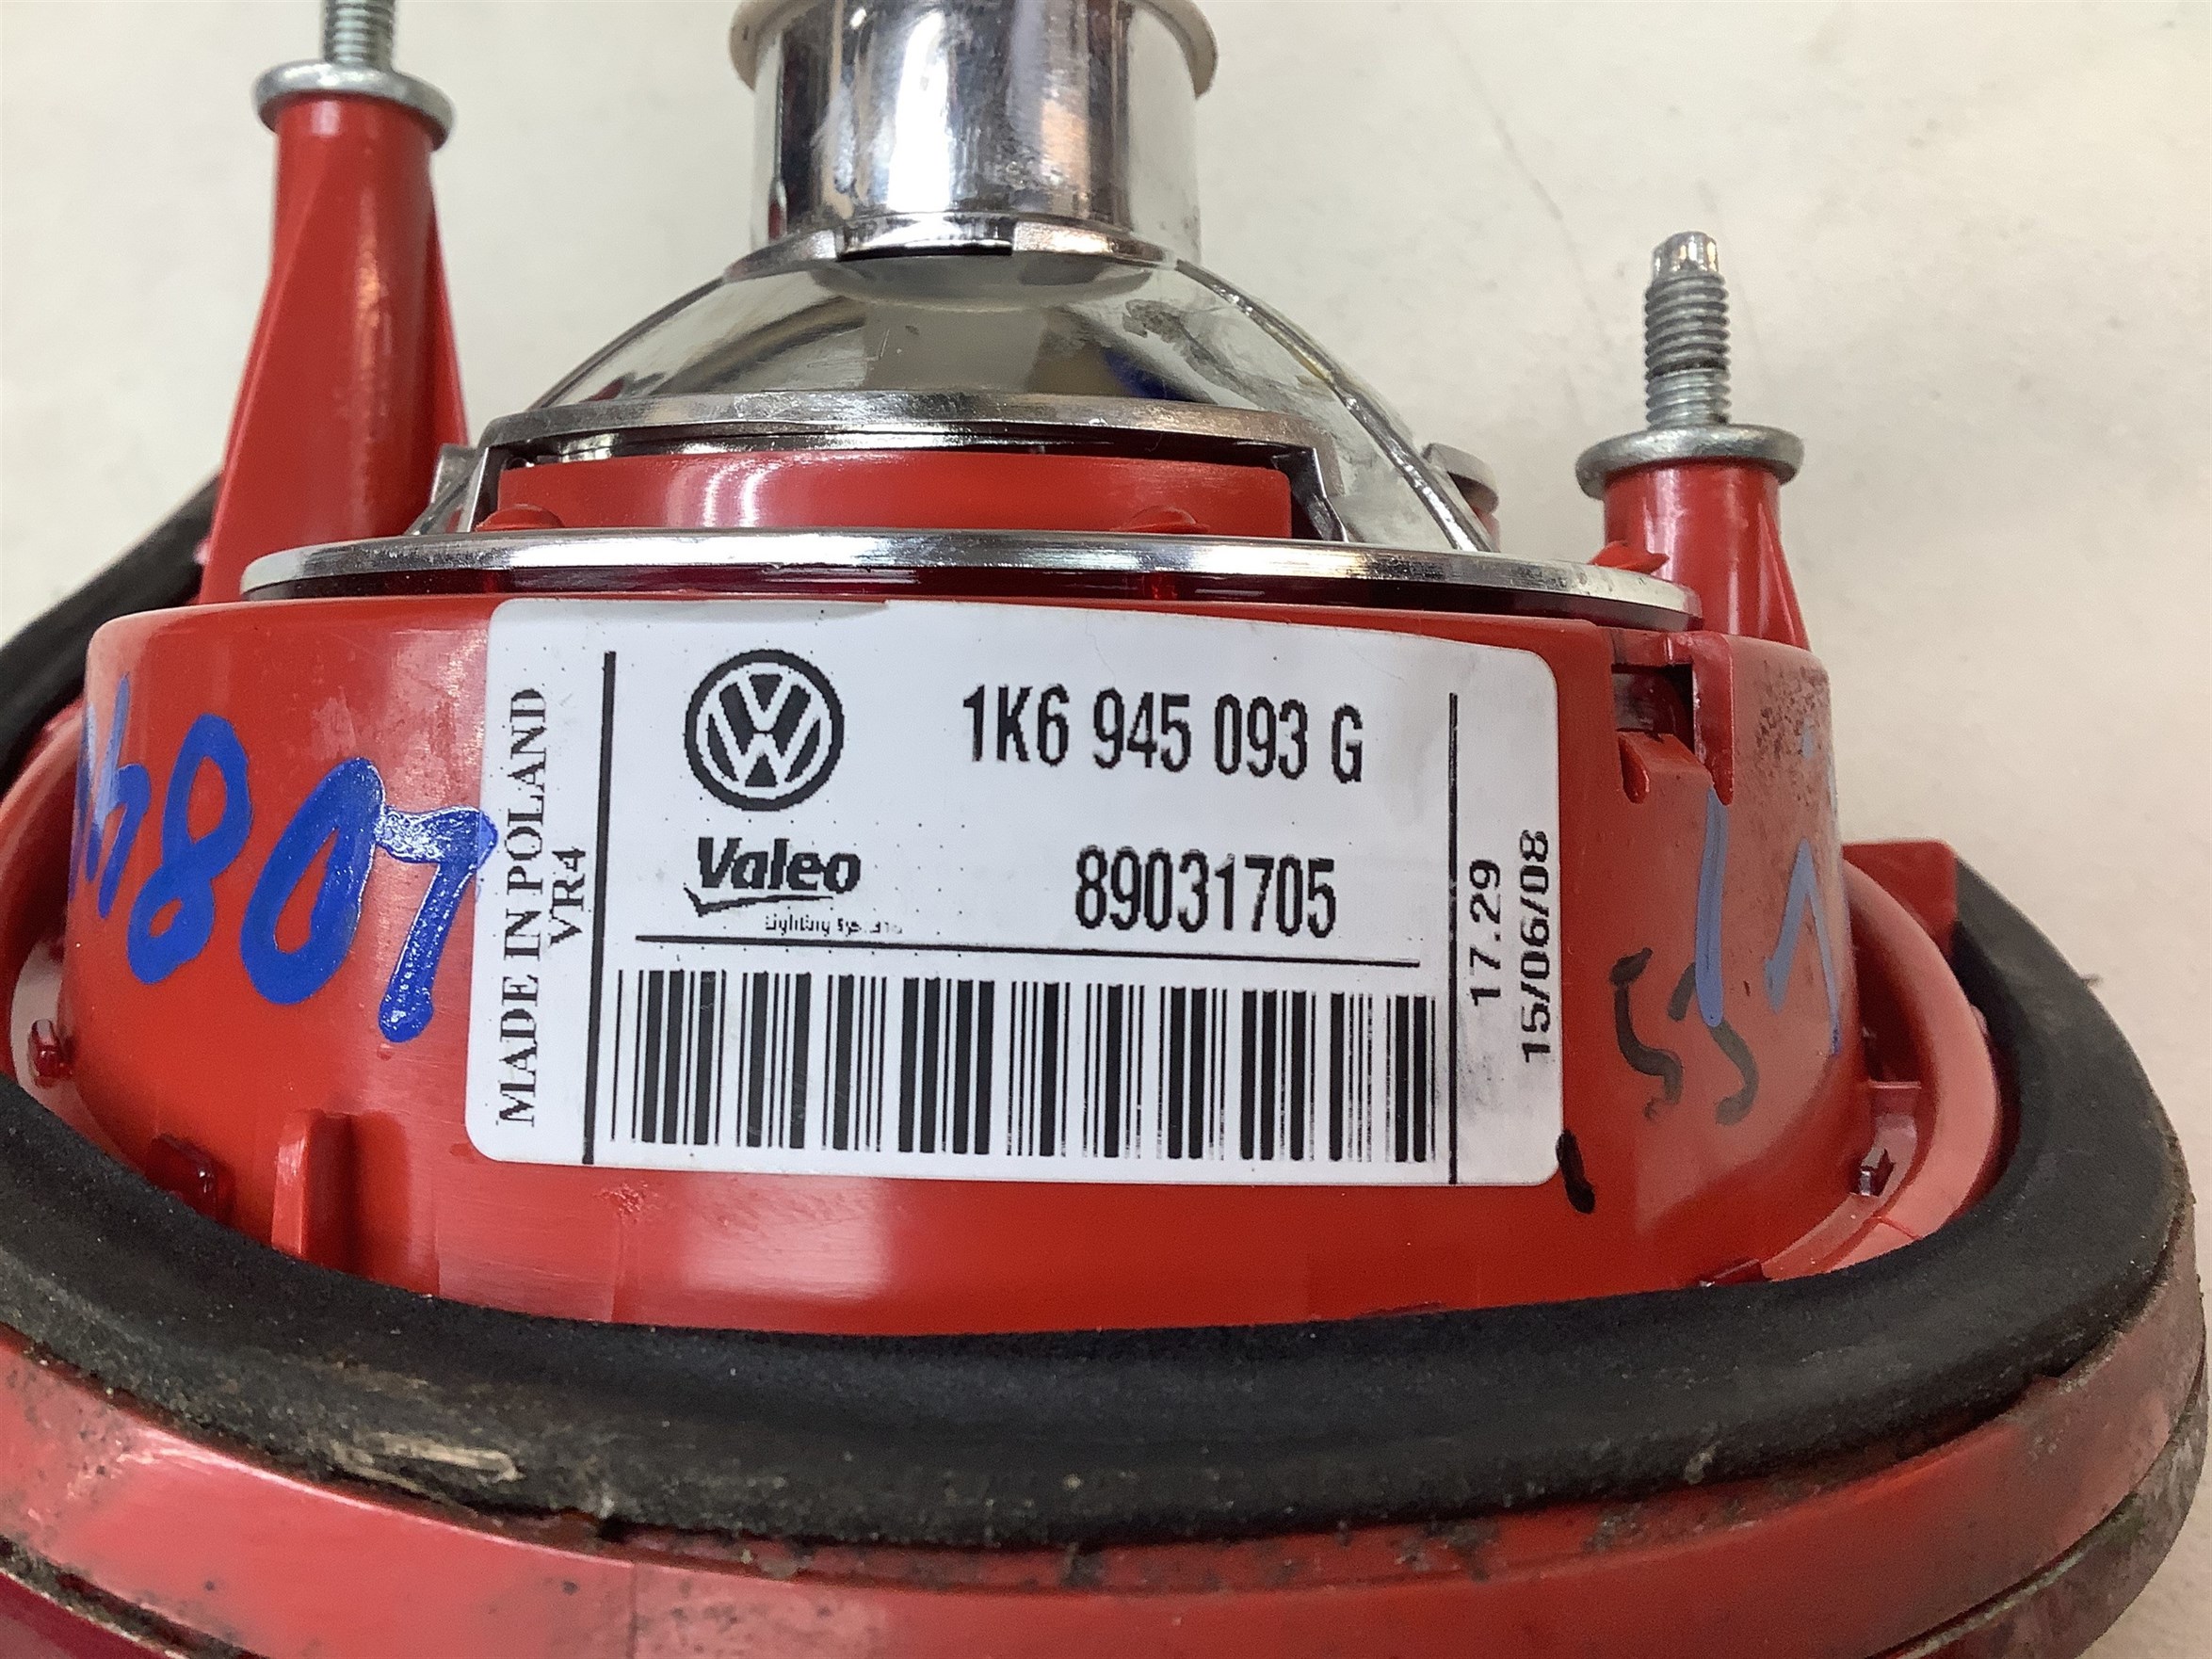 1K6 945 093 G
Valeo
89031705
MADE IN POLAND
VR4
17.29
15/06/08